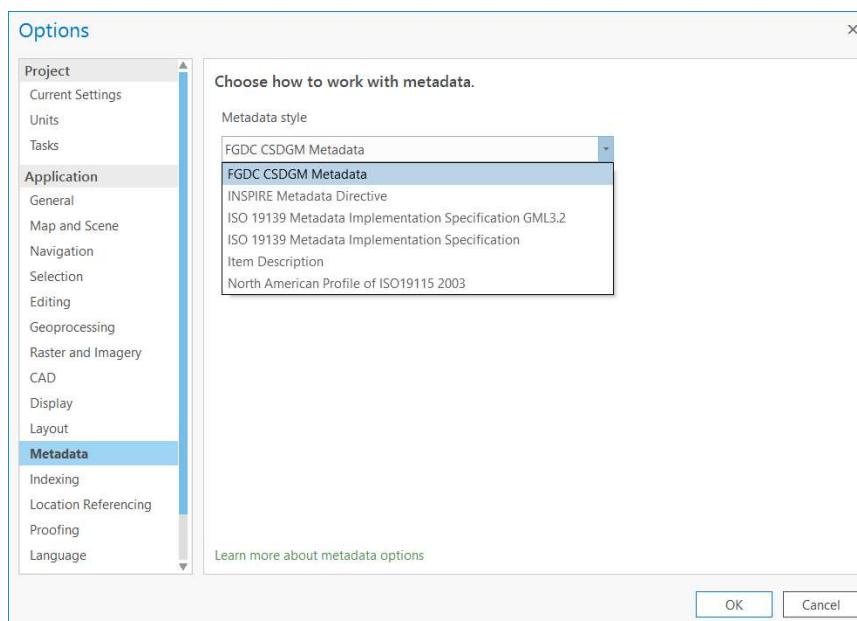 Options
Project
Current Settings
Units
Tasks
Application
General
Map and Scene
Navigation
Selection
Editing
Geoprocessing
Raster and Imagery
CAD
Display
Layout
Metadata
Indexing
Location Referencing
Proofing
Language
Choose how to work with metadata.
Metadata style
FGDC CSDGM Metadata
FGDC CSDGM Metadata
INSPIRE Metadata Directive
ISO 19139 Metadata Implementation Specification GML3.2
ISO 19139 Metadata Implementation Specification
Item Description
North American Profile of ISO19115 2003
Learn more about metadata options
OK
Cancel